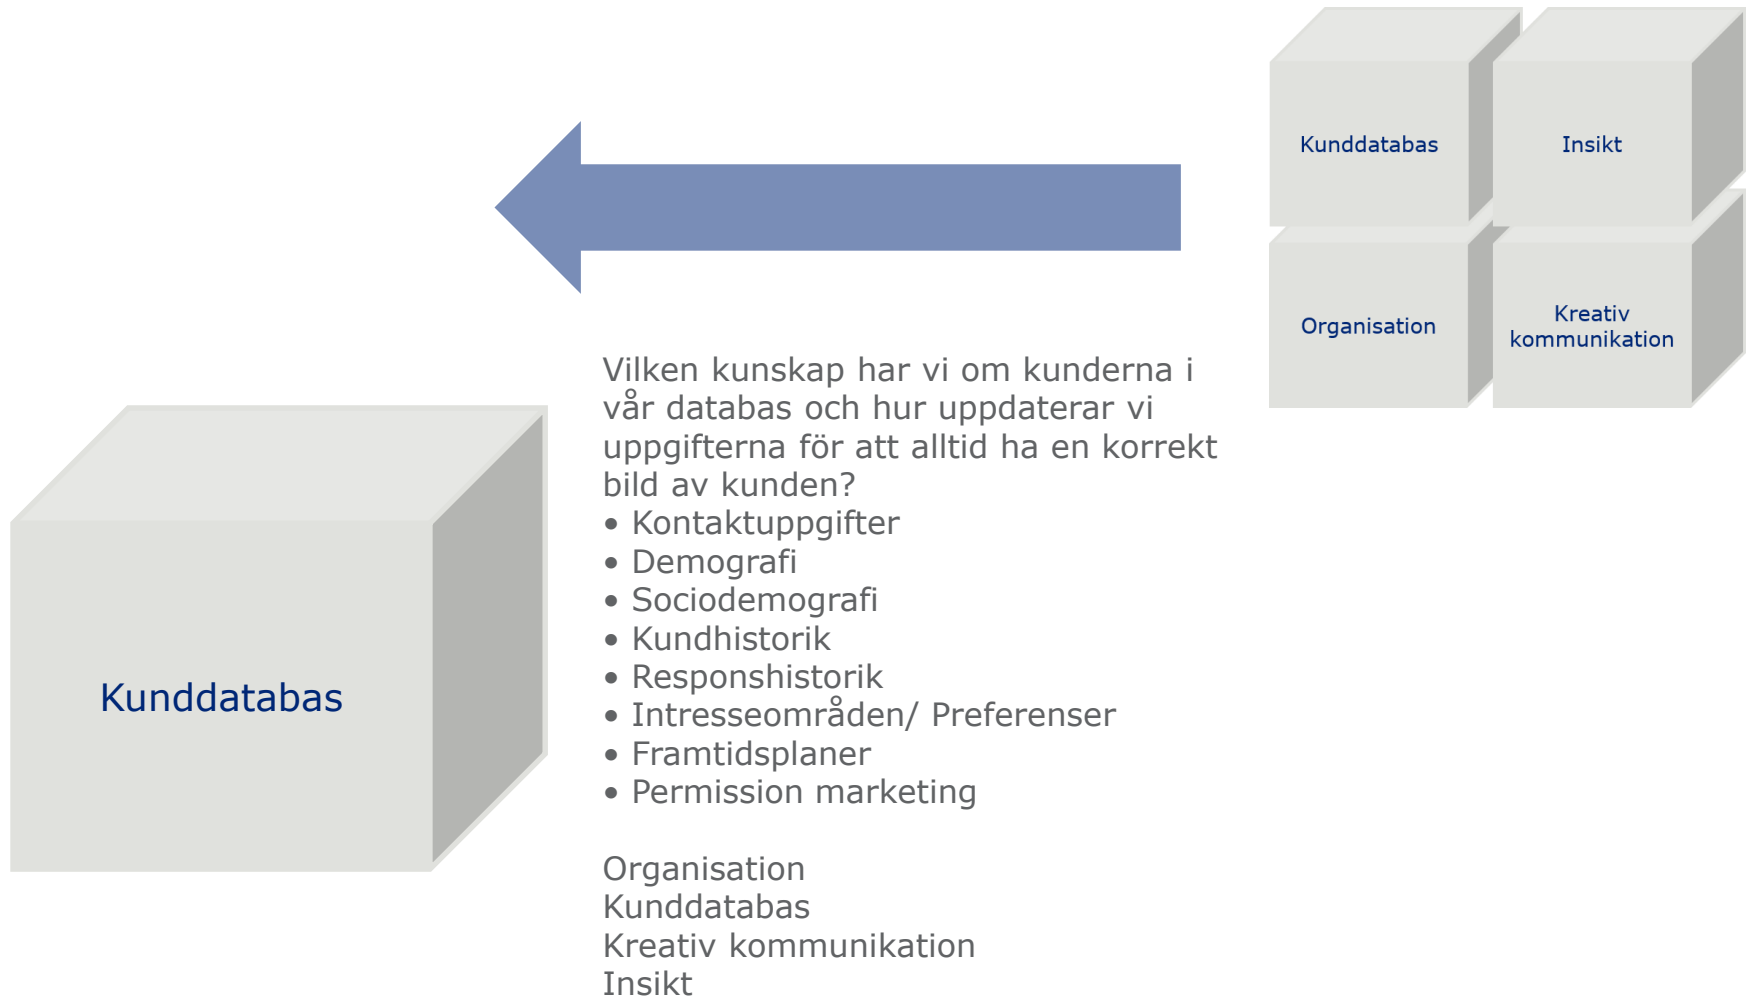 Kunddatabas
Insikt
Organisation
Kreativ
kommunikation
Vilken kunskap har vi om kunderna i
vår databas och hur uppdaterar vi
uppgifterna för att alltid ha en korrekt
bild av kunden?
• Kontaktuppgifter
• Demografi
• Sociodemografi
• Kundhistorik
• Responshistorik
• Intresseområden/ Preferenser
• Framtidsplaner
• Permission marketing
Organisation
Kunddatabas
Kreativ kommunikation
Insikt
Kunddatabas